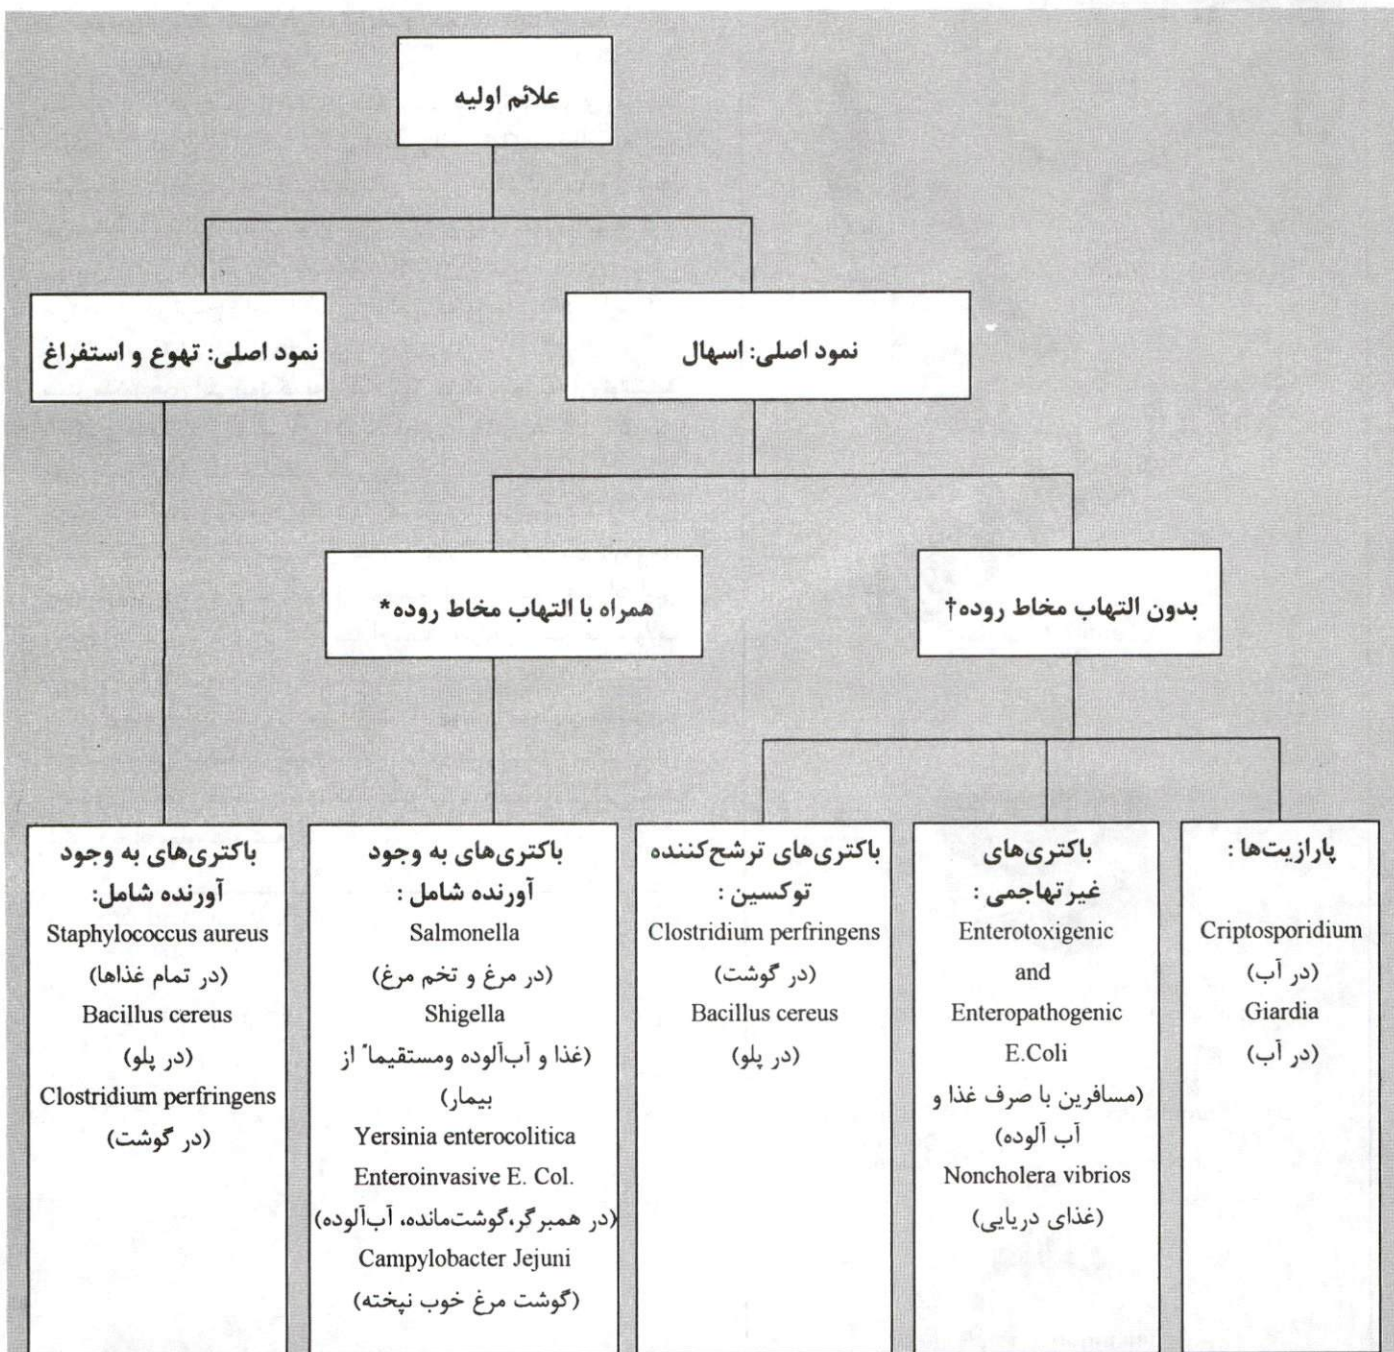 علائم اولیه
نمود اصلی: تهوع و استفراغ
نمود اصلی: اسهال
همراه با التهاب مخاط روده*
بدون التهاب مخاط روده†
باکتری‌های به وجود
آورنده شامل:
Staphylococcus aureus
(در تمام غذاها)
Bacillus cereus
(در پلو)
Clostridium perfringens
(در گوشت)
باکتری‌های به وجود
آورنده شامل :
Salmonella
(در مرغ و تخم مرغ)
Shigella
(غذا و آب‌آلوده ومستقیماً از
بیمار)
Yersinia enterocolitica
Enteroinvasive E. Col.
(در همبرگر،گوشت‌مانده، آب‌آلوده)
Campylobacter Jejuni
(گوشت مرغ خوب نپخته)
باکتری‌های ترشح‌کننده
توکسین :
Clostridium perfringens
(در گوشت)
Bacillus cereus
(در پلو)
باکتری‌های
غیرتهاجمی :
Enterotoxigenic
and
Enteropathogenic
E.Coli
(مسافرین با صرف غذا و
آب آلوده)
Noncholera vibrios
(غذای دریایی)
پارازیت‌ها :
Criptosporidium
(در آب)
Giardia
(در آب)